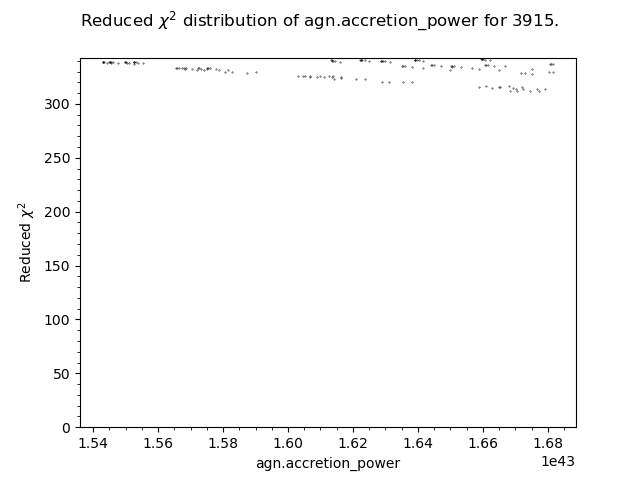 Reduced χ² distribution of agn.accretion_power for 3915.
300
250
200
150
100
50
0
Reduced χ²
1.54 1.56 1.58 1.60 1.62 1.64 1.66 1.68
1e43
agn.accretion_power